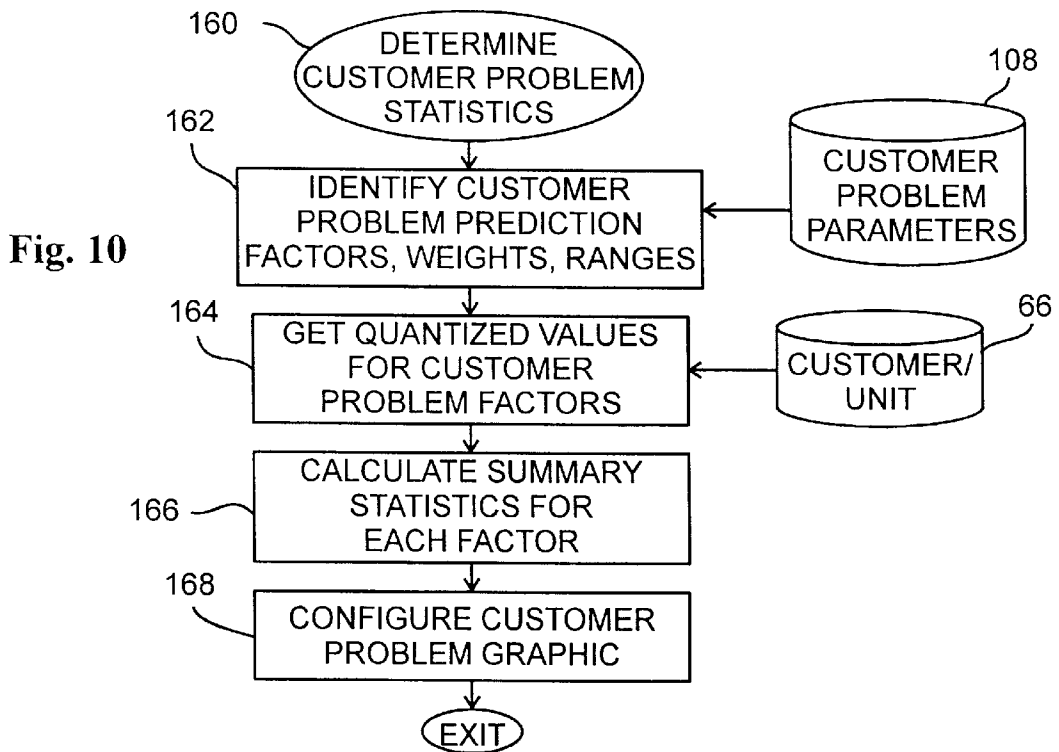 160
DETERMINE
CUSTOMER PROBLEM
STATISTICS
108
CUSTOMER
PROBLEM
PARAMETERS
162
IDENTIFY CUSTOMER
PROBLEM PREDICTION
FACTORS, WEIGHTS, RANGES
Fig. 10
164
GET QUANTIZED VALUES
FOR CUSTOMER
PROBLEM FACTORS
66
CUSTOMER/
UNIT
166
CALCULATE SUMMARY
STATISTICS FOR
EACH FACTOR
168
CONFIGURE CUSTOMER
PROBLEM GRAPHIC
EXIT